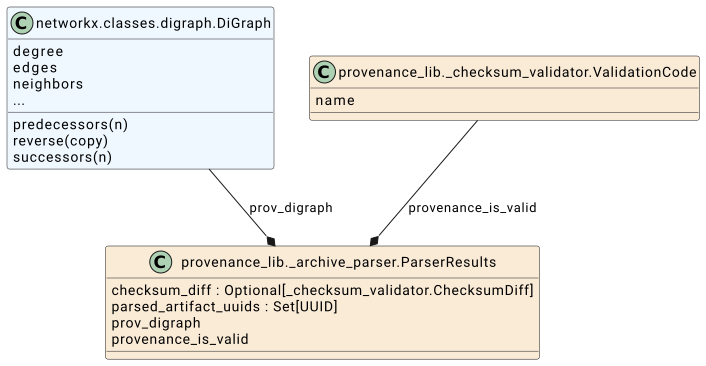 C networkx.classes.digraph.DiGraph
degree
edges
neighbors
...
predecessors(n)
reverse(copy)
successors(n)
C provenance_lib._checksum_validator.ValidationCode
name
prov_digraph
provenance_is_valid
C provenance_lib._archive_parser.ParserResults
checksum_diff : Optional[_checksum_validator.ChecksumDiff]
parsed_artifact_uuids : Set[UUID]
prov_digraph
provenance_is_valid